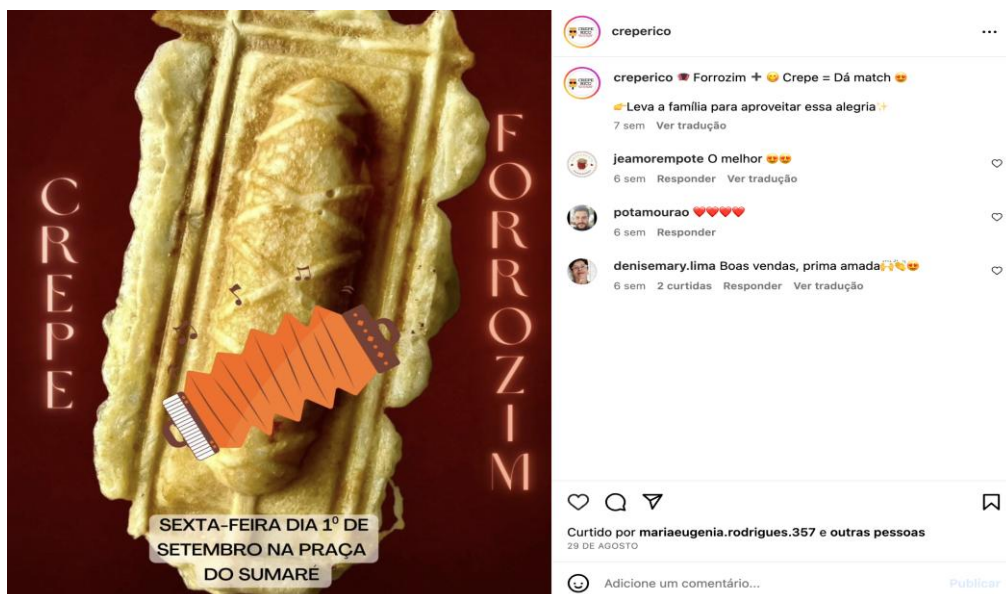 CREPE
FORROZIM
SEXTA-FEIRA DIA 1º DE
SETEMBRO NA PRAÇA
DO SUMARÉ
creperico
creperico 🪗 Forrozim ➕ 😋 Crepe = Dá match 😍
👉Leva a família para aproveitar essa alegria✨
7 sem Ver tradução
jeamorempote O melhor 😍😍
6 sem Responder Ver tradução
potamourao ❤️❤️❤️❤️
6 sem Responder
denisemary.lima Boas vendas, prima amada🙌👏😍
6 sem 2 curtidas Responder Ver tradução
Curtido por mariaeugenia.rodrigues.357 e outras pessoas
29 DE AGOSTO
Adicione um comentário...
Publicar